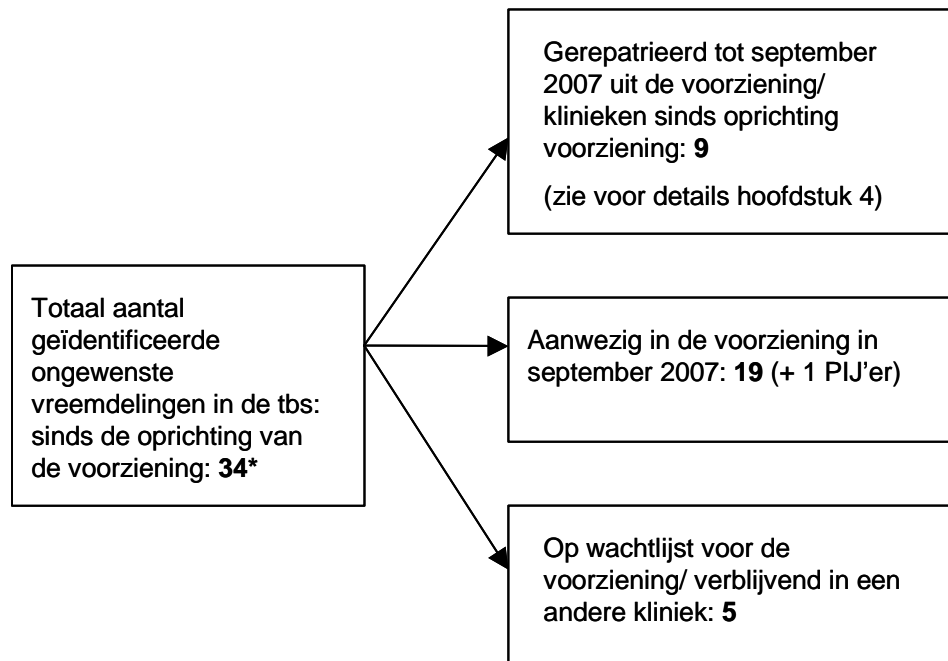 Gerepatrieerd tot september
2007 uit de voorziening/
klinieken sinds oprichting
voorziening: 9
(zie voor details hoofdstuk 4)
Totaal aantal
geïdentificeerde
ongewenste
vreemdelingen in de tbs:
sinds de oprichting van
de voorziening: 34*
Aanwezig in de voorziening in
september 2007: 19 (+ 1 PIJ'er)
Op wachtlijst voor de
voorziening/ verblijvend in een
andere kliniek: 5